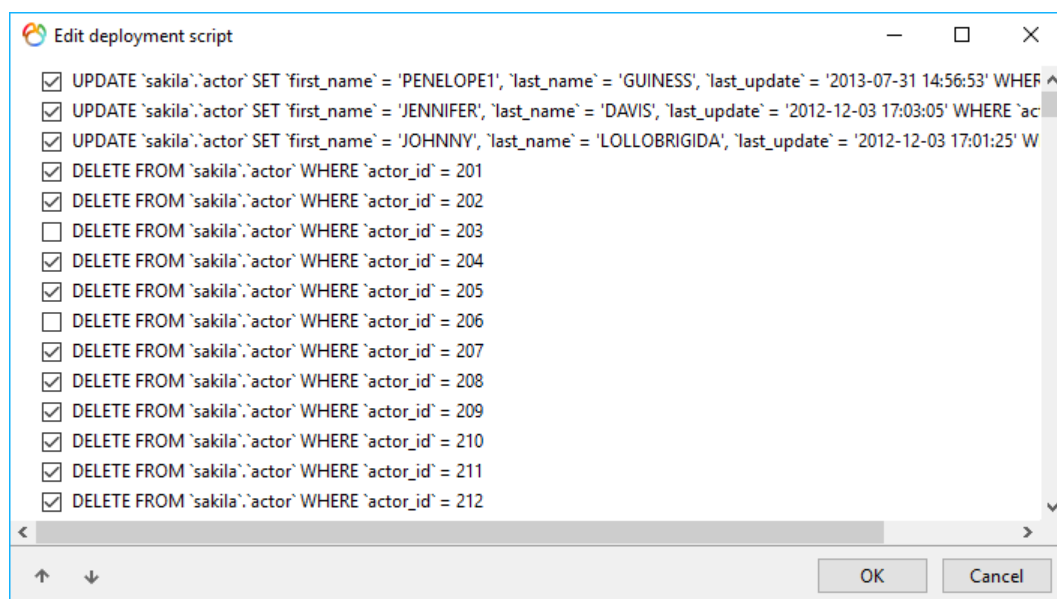 Edit deployment script
UPDATE `sakila`.`actor` SET `first_name` = 'PENELOPE1', `last_name` = 'GUINESS', `last_update` = '2013-07-31 14:56:53' WHER
UPDATE `sakila`.`actor` SET `first_name` = 'JENNIFER', `last_name` = 'DAVIS', `last_update` = '2012-12-03 17:03:05' WHERE `act
UPDATE `sakila`.`actor` SET `first_name` = 'JOHNNY', `last_name` = 'LOLLOBRIGIDA', `last_update` = '2012-12-03 17:01:25' W
DELETE FROM `sakila`.`actor` WHERE `actor_id` = 201
DELETE FROM `sakila`.`actor` WHERE `actor_id` = 202
DELETE FROM `sakila`.`actor` WHERE `actor_id` = 203
DELETE FROM `sakila`.`actor` WHERE `actor_id` = 204
DELETE FROM `sakila`.`actor` WHERE `actor_id` = 205
DELETE FROM `sakila`.`actor` WHERE `actor_id` = 206
DELETE FROM `sakila`.`actor` WHERE `actor_id` = 207
DELETE FROM `sakila`.`actor` WHERE `actor_id` = 208
DELETE FROM `sakila`.`actor` WHERE `actor_id` = 209
DELETE FROM `sakila`.`actor` WHERE `actor_id` = 210
DELETE FROM `sakila`.`actor` WHERE `actor_id` = 211
DELETE FROM `sakila`.`actor` WHERE `actor_id` = 212
OK
Cancel